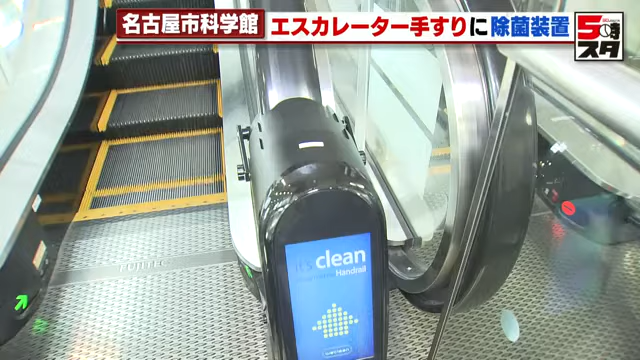 名古屋市科学館 エスカレーター手すりに除菌装置
5時
スタ
it's clean
Handrail
FUJITEC